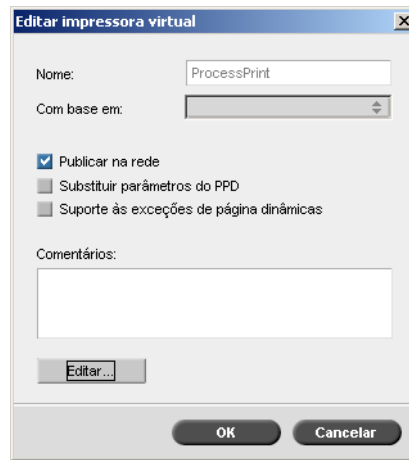 Editar impressora virtual
Nome: ProcessPrint
Com base em:
Publicar na rede
Substituir parâmetros do PPD
Suporte às exceções de página dinâmicas
Comentários:
Editar...
OK Cancelar